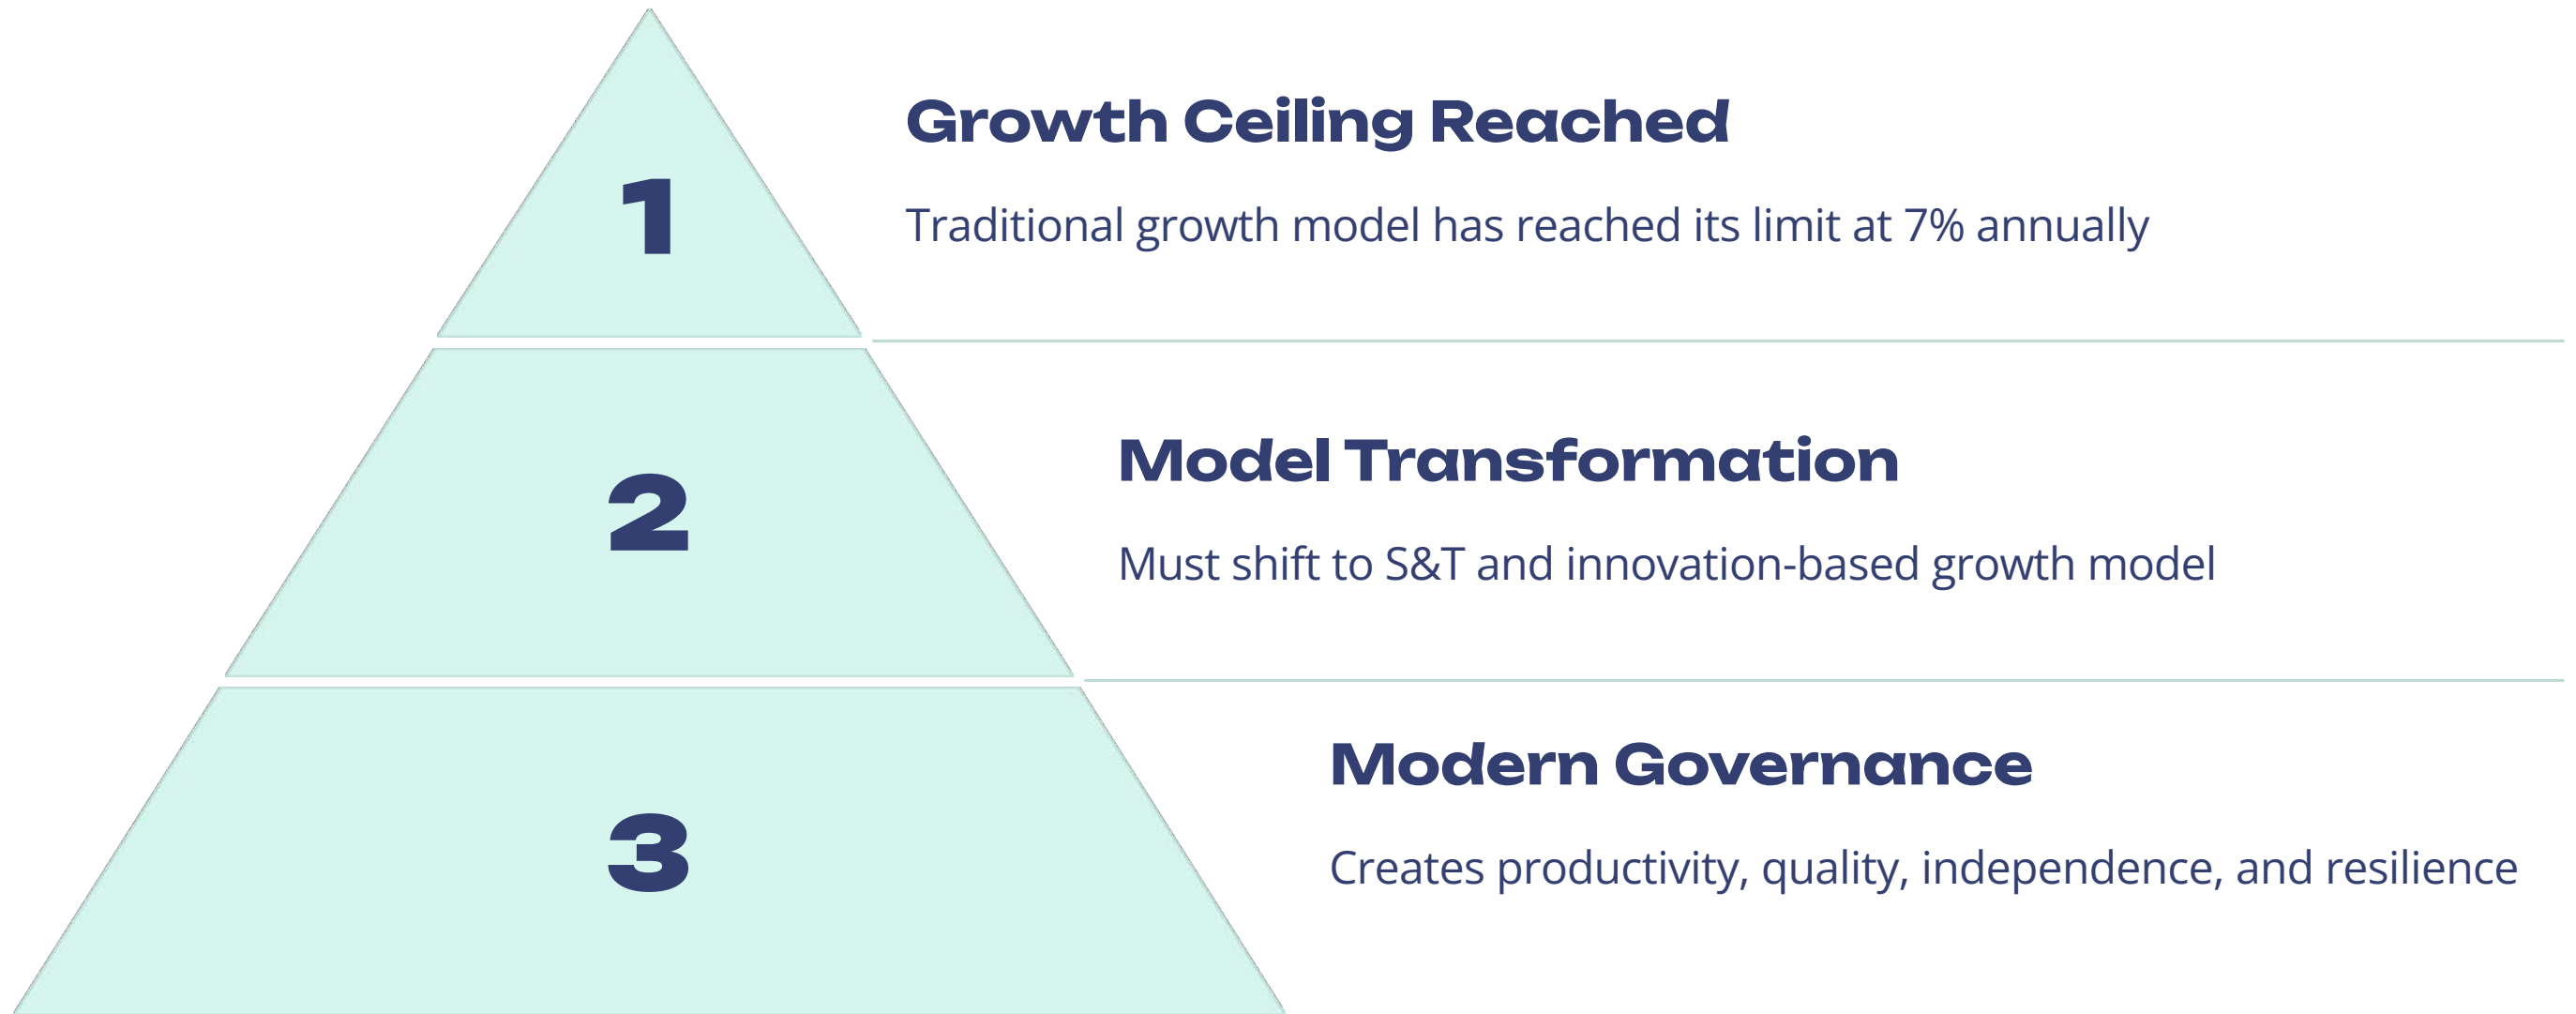 1
Growth Ceiling Reached
Traditional growth model has reached its limit at 7% annually
2
Model Transformation
Must shift to S&T and innovation-based growth model
3
Modern Governance
Creates productivity, quality, independence, and resilience